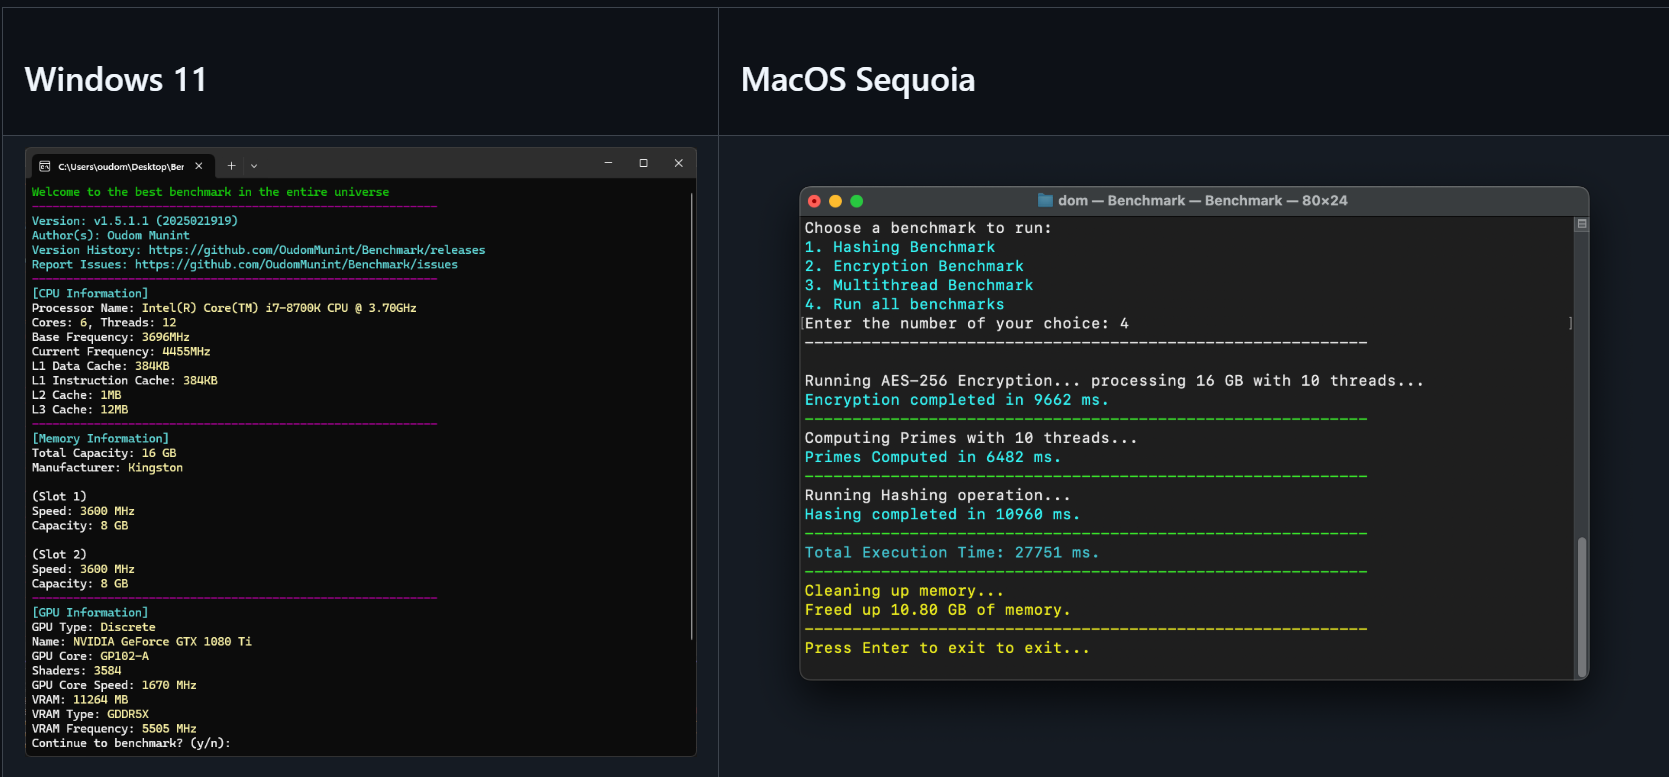 Windows 11
C:\Users\oudom\Desktop\Ber
Welcome to the best benchmark in the entire universe
Version: v1.5.1.1 (2025021919)
Author(s): Oudom Munint
Version History: https://github.com/OudomMunint/Benchmark/releases
Report Issues: https://github.com/OudomMunint/Benchmark/issues
[CPU Information]
Processor Name: Intel(R) Core(TM) i7-8700K CPU @ 3.70GHz
Cores: 6, Threads: 12
Base Frequency: 3696MHz
Current Frequency: 4455MHz
L1 Data Cache: 384KB
L1 Instruction Cache: 384KB
L2 Cache: 1MB
L3 Cache: 12MB
[Memory Information]
Total Capacity: 16 GB
Manufacturer: Kingston
(Slot 1)
Speed: 3600 MHz
Capacity: 8 GB
(Slot 2)
Speed: 3600 MHz
Capacity: 8 GB
[GPU Information]
GPU Type: Discrete
Name: NVIDIA GeForce GTX 1080 Ti
GPU Core: GP102-A
Shaders: 3584
GPU Core Speed: 1670 MHz
VRAM: 11264 MB
VRAM Type: GDDR5X
VRAM Frequency: 5505 MHz
Continue to benchmark? (y/n):
MacOS Sequoia
dom — Benchmark — Benchmark — 80×24
Choose a benchmark to run:
1. Hashing Benchmark
2. Encryption Benchmark
3. Multithread Benchmark
4. Run all benchmarks
[Enter the number of your choice: 4 ]
Running AES-256 Encryption... processing 16 GB with 10 threads...
Encryption completed in 9662 ms.
Computing Primes with 10 threads...
Primes Computed in 6482 ms.
Running Hashing operation...
Hasing completed in 10960 ms.
Total Execution Time: 27751 ms.
Cleaning up memory...
Freed up 10.80 GB of memory.
Press Enter to exit to exit...